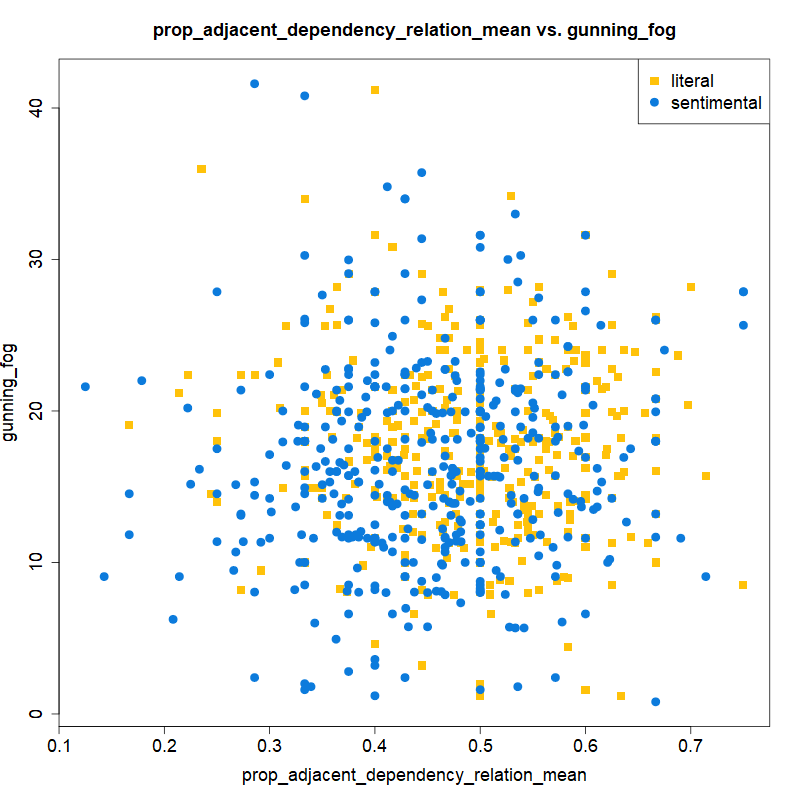 prop_adjacent_dependency_relation_mean vs. gunning_fog
literal
sentimental
gunning_fog
40
30
20
10
0
0.1 0.2 0.3 0.4 0.5 0.6 0.7
prop_adjacent_dependency_relation_mean